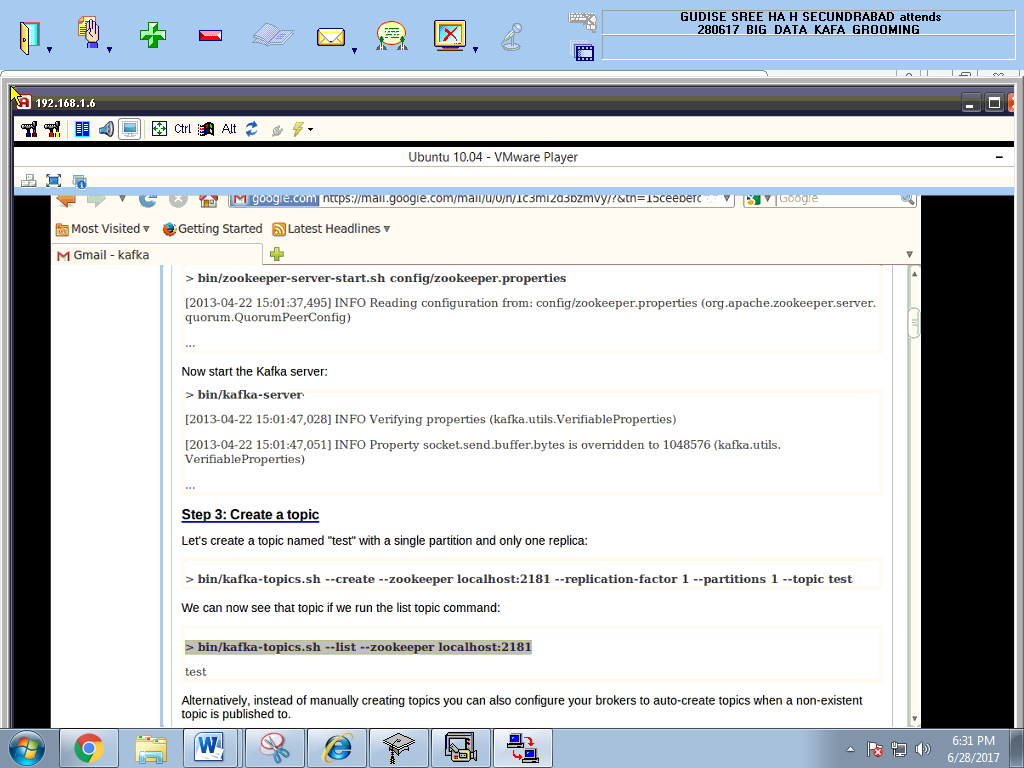 GUDISE SREE HA H SECUNDRABAD attends
280617 BIG DATA KAFA GROOMING
192.168.1.6
Ctrl Alt
Ubuntu 10.04 - VMware Player
google.com Google
Most Visited Getting Started Latest Headlines
Gmail - kafka
> bin/zookeeper-server-start.sh config/zookeeper.properties
[2013-04-22 15:01:37,495] INFO Reading configuration from: config/zookeeper.properties (org.apache.zookeeper.server.
quorum.QuorumPeerConfig)
...
Now start the Kafka server:
> bin/kafka-server
[2013-04-22 15:01:47,028] INFO Verifying properties (kafka.utils.VerifiableProperties)
[2013-04-22 15:01:47,051] INFO Property socket.send.buffer.bytes is overridden to 1048576 (kafka.utils.
VerifiableProperties)
...
Step 3: Create a topic
Let's create a topic named "test" with a single partition and only one replica:
> bin/kafka-topics.sh --create --zookeeper localhost:2181 --replication-factor 1 --partitions 1 --topic test
We can now see that topic if we run the list topic command:
> bin/kafka-topics.sh --list --zookeeper localhost:2181
test
Alternatively, instead of manually creating topics you can also configure your brokers to auto-create topics when a non-existent
topic is published to.
6:31 PM
6/28/2017